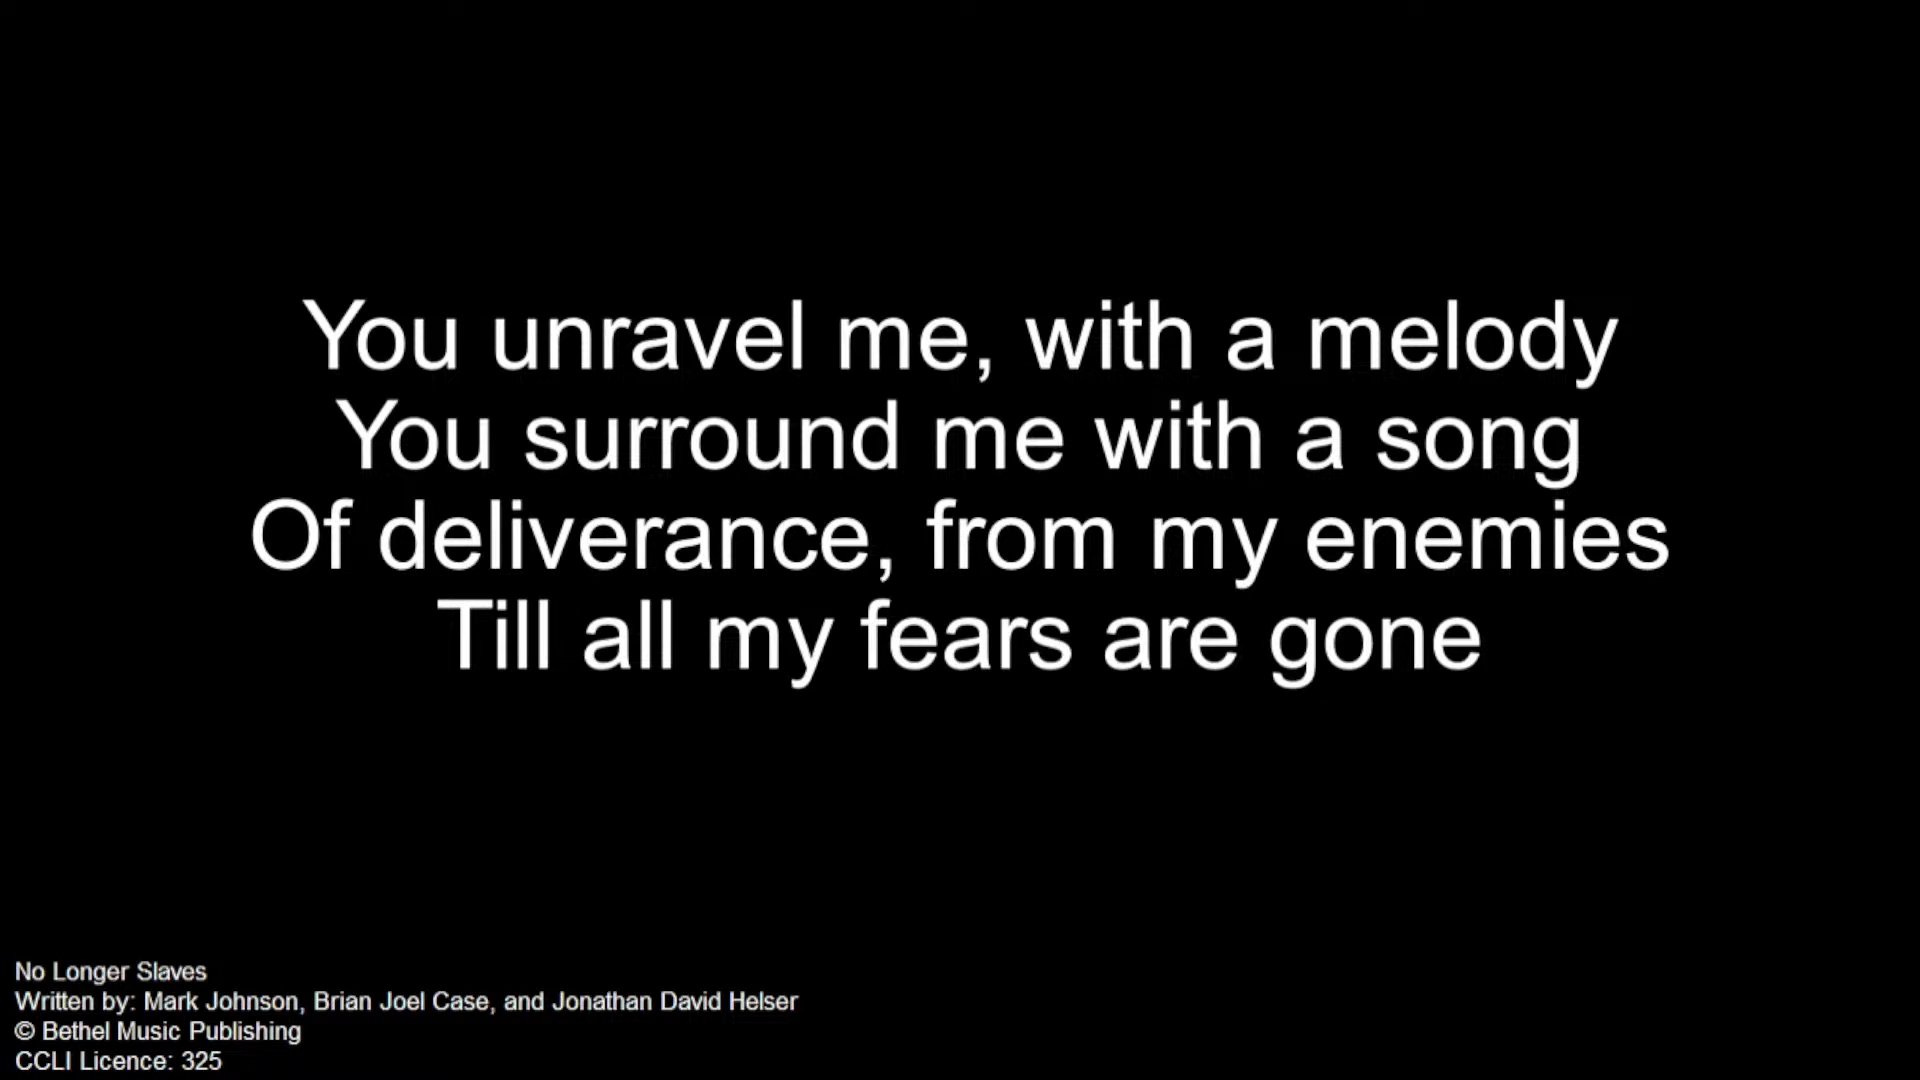 You unravel me, with a melody
You surround me with a song
Of deliverance, from my enemies
Till all my fears are gone
No Longer Slaves
Written by: Mark Johnson, Brian Joel Case, and Jonathan David Helser
© Bethel Music Publishing
CCLI Licence: 325